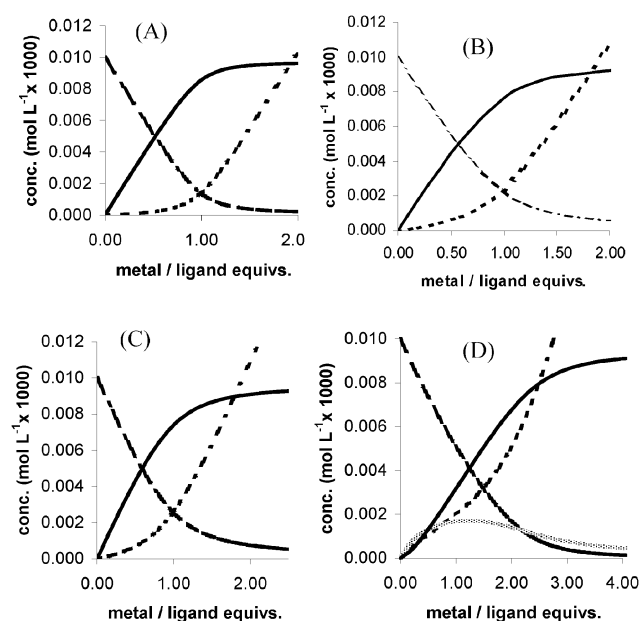 (A)
conc. (mol L⁻¹ x 1000)
0.012
0.010
0.008
0.006
0.004
0.002
0.000
0.00 1.00 2.0
metal / ligand equivs.
(B)
conc. (mol L⁻¹ x 1000)
0.012
0.010
0.008
0.006
0.004
0.002
0.000
0.00 0.50 1.00 1.50 2.00
metal / ligand equivs.
(C)
conc. (mol L⁻¹ x 1000)
0.012
0.010
0.008
0.006
0.004
0.002
0.000
0.00 1.00 2.00
metal / ligand equivs.
(D)
conc. (mol L⁻¹ x 1000)
0.010
0.008
0.006
0.004
0.002
0.000
0.00 1.00 2.00 3.00 4.00
metal / ligand equivs.